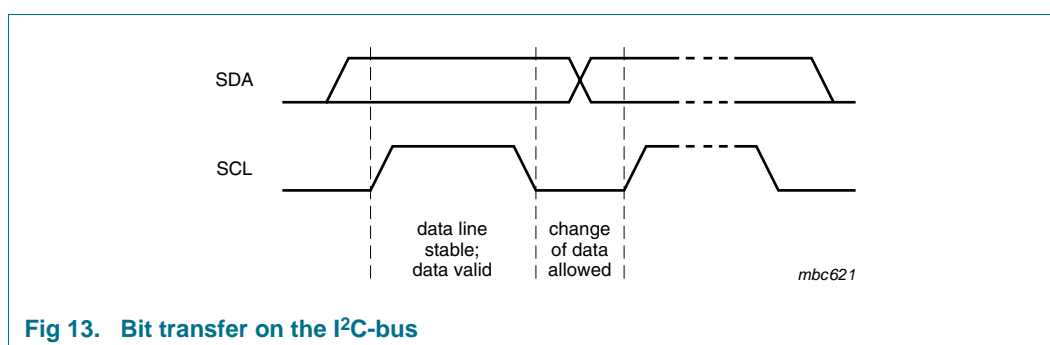 SDA
SCL
data line
stable;
data valid
change
of data
allowed
mbc621
Fig 13. Bit transfer on the I²C-bus